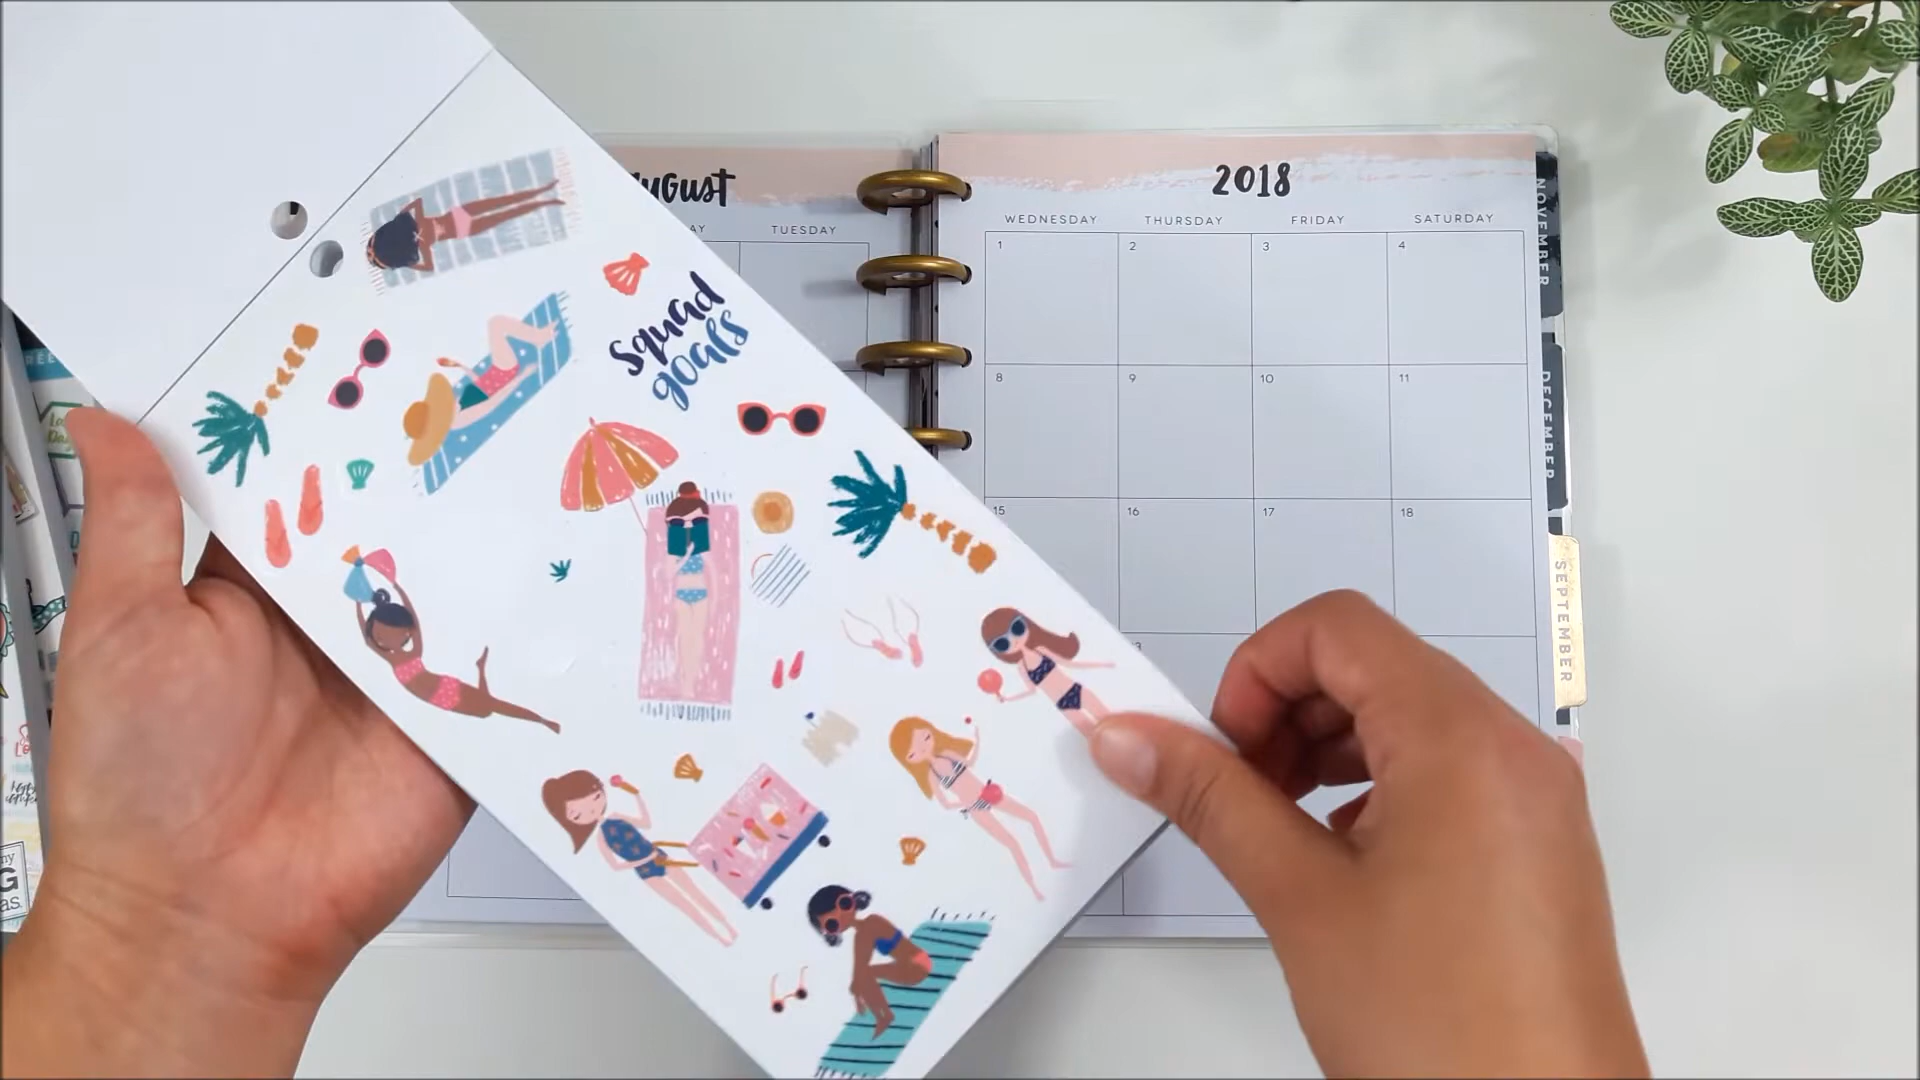 August
2018
TUESDAY
WEDNESDAY
THURSDAY
FRIDAY
SATURDAY
1
2
3
4
8
9
10
11
15
16
17
18
squad
goals
NOVEMBER
DECEMBER
SEPTEMBER